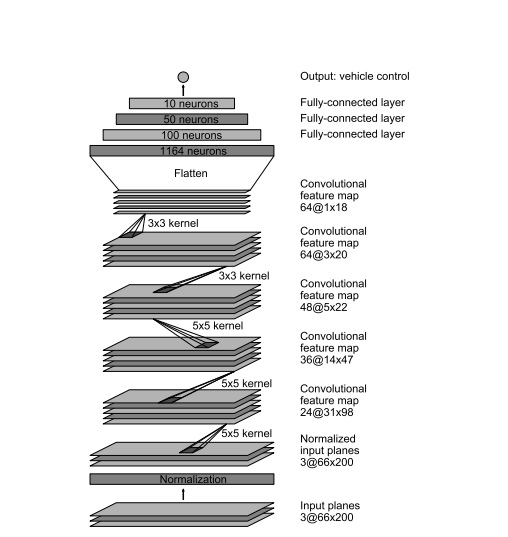 Output: vehicle control
10 neurons
Fully-connected layer
50 neurons
Fully-connected layer
100 neurons
Fully-connected layer
1164 neurons
Flatten
Convolutional
feature map
64@1x18
3x3 kernel
Convolutional
feature map
64@3x20
3x3 kernel
Convolutional
feature map
48@5x22
5x5 kernel
Convolutional
feature map
36@14x47
5x5 kernel
Convolutional
feature map
24@31x98
5x5 kernel
Normalized
input planes
3@66x200
Normalization
Input planes
3@66x200